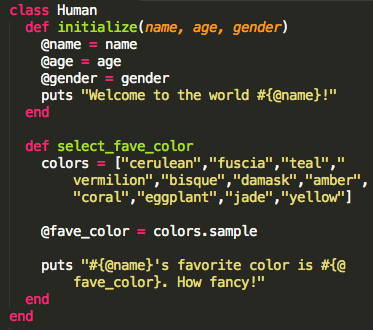 class Human
def initialize(name, age, gender)
@name = name
@age = age
@gender = gender
puts "Welcome to the world #{@name}!"
end
def select_fave_color
colors = ["cerulean","fuscia","teal","
vermilion","bisque","damask","amber",
"coral","eggplant","jade","yellow"]
@fave_color = colors.sample
puts "#{@name}'s favorite color is #{@
fave_color}. How fancy!"
end
end